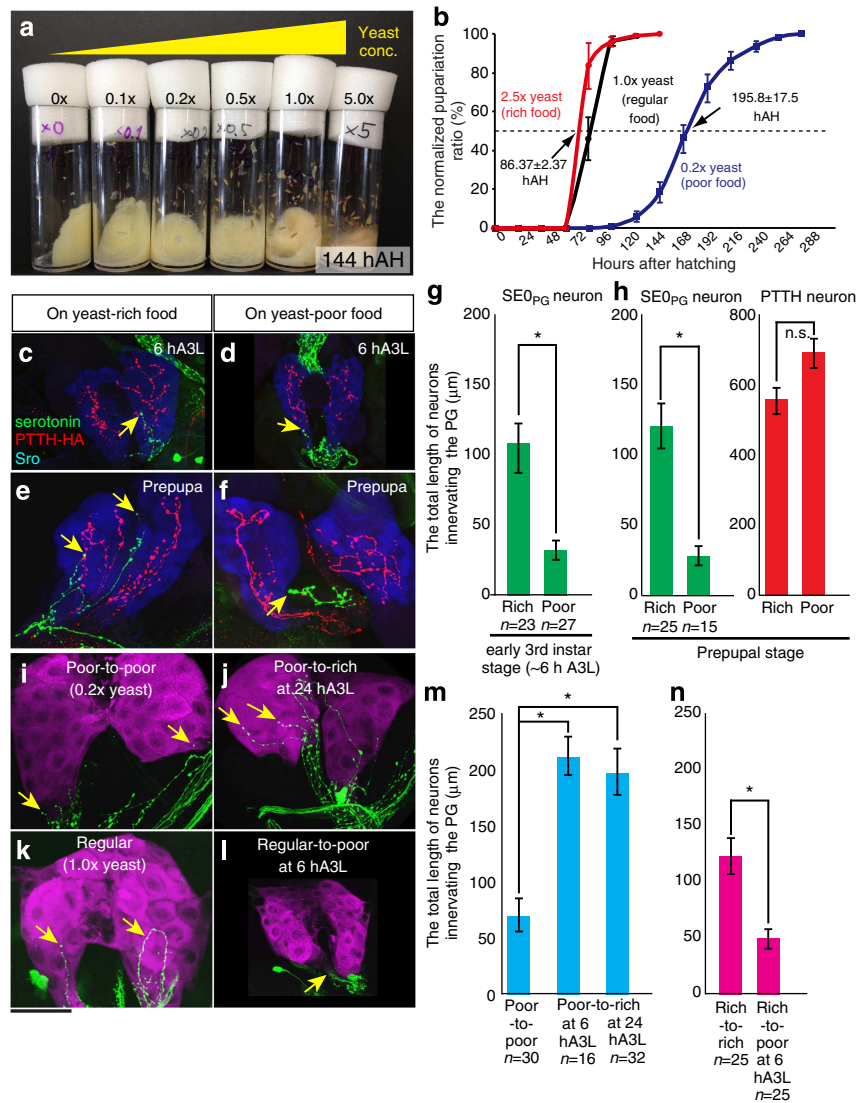 a
Yeast
conc.
0x
0.1x
0.2x
0.5x
1.0x
5.0x
x0
x0.1
x0.5
x5
144 hAH
b
The normalized pupariation
ratio (%)
100
80
60
40
20
0
2.5x yeast
(rich food)
1.0x yeast
(regular
food)
195.8±17.5
hAH
86.37±2.37
hAH
0.2x yeast
(poor food)
0 24 48 72 96 120 144 168 192 216 240 264 288
Hours after hatching
On yeast-rich food
On yeast-poor food
c
6 hA3L
serotonin
PTTH-HA
Sro
d
6 hA3L
e
Prepupa
f
Prepupa
i
Poor-to-poor
(0.2x yeast)
j
Poor-to-rich
at 24 hA3L
k
Regular
(1.0x yeast)
l
Regular-to-poor
at 6 hA3L
g
SE0PG neuron
The total length of neurons
innervating the PG (µm)
200
150
100
50
0
*
Rich Poor
n=23 n=27
early 3rd instar
stage (~6 h A3L)
h
SE0PG neuron
200
150
100
50
0
*
Rich Poor
n=25 n=15
PTTH neuron
800
600
400
200
0
n.s.
Rich Poor
Prepupal stage
m
The total length of neurons
innervating the PG (µm)
250
200
150
100
50
0
*
*
Poor
-to-
poor
n=30
Poor-to-rich
at 6 at 24
hA3L hA3L
n=16 n=32
n
250
200
150
100
50
0
*
Rich
-to-
rich
n=25
Rich
-to-
poor
at 6
hA3L
n=25